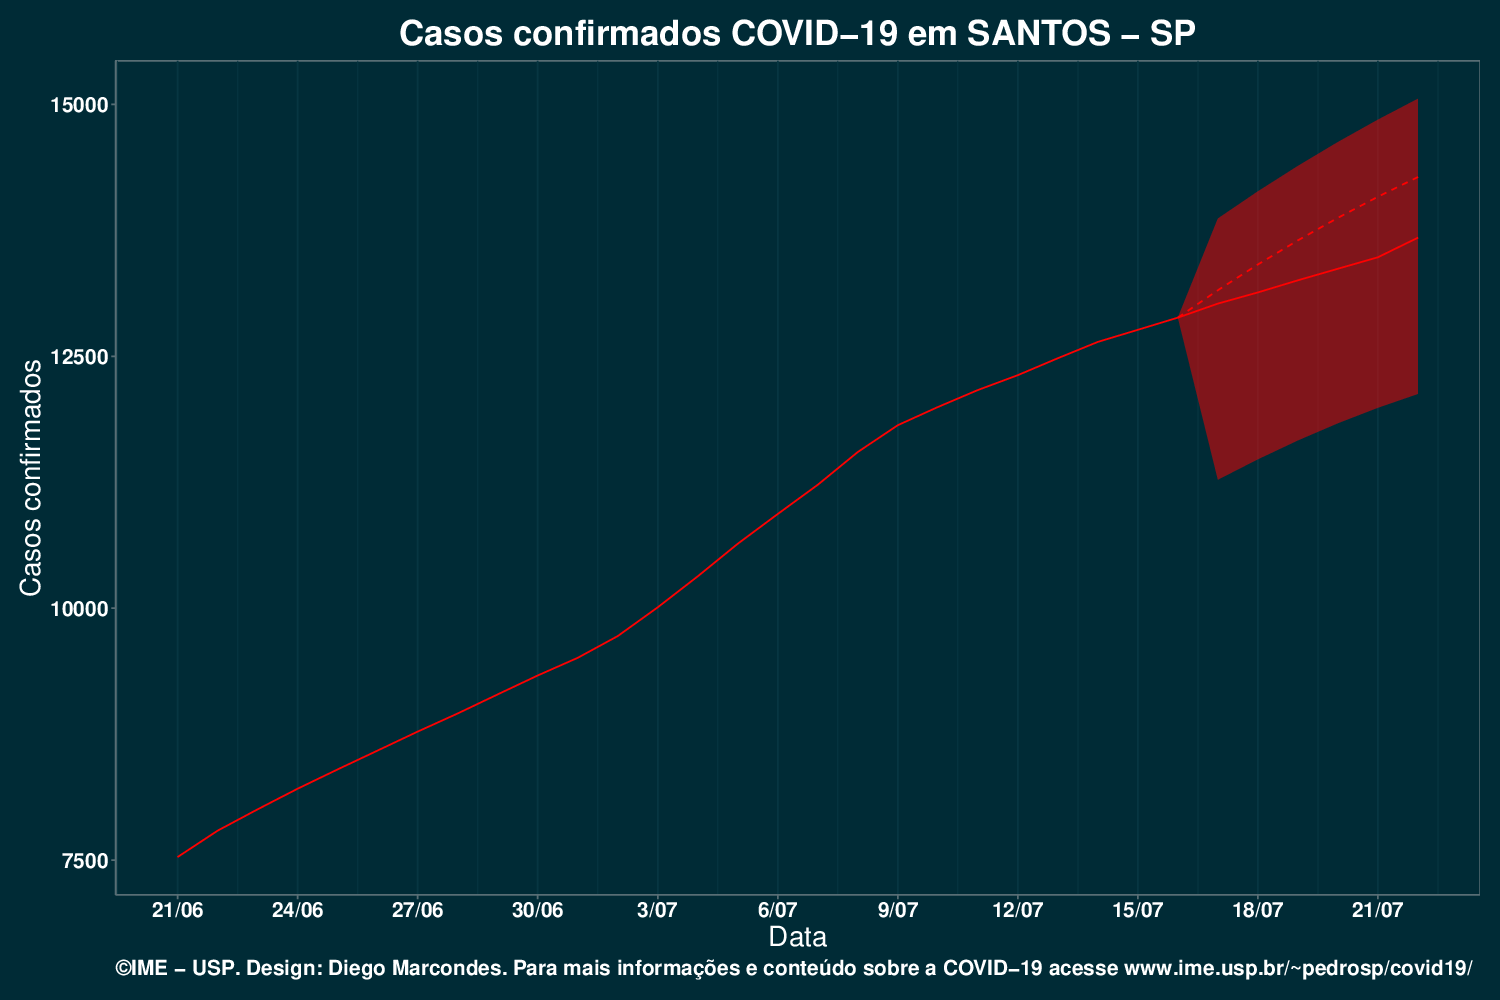 Casos confirmados COVID−19 em SANTOS − SP
Casos confirmados
15000
12500
10000
7500
21/06 24/06 27/06 30/06 3/07 6/07 9/07 12/07 15/07 18/07 21/07
Data
©IME − USP. Design: Diego Marcondes. Para mais informações e conteúdo sobre a COVID−19 acesse www.ime.usp.br/~pedrosp/covid19/